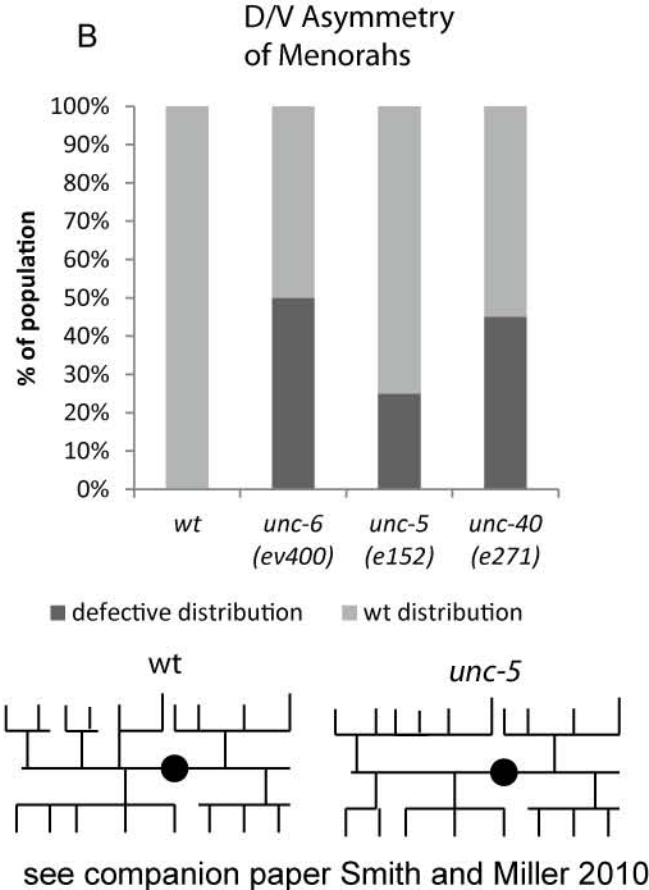 B
D/V Asymmetry
of Menorahs
100%
90%
80%
70%
60%
50%
40%
30%
20%
10%
0%
% of population
wt
unc-6
(ev400)
unc-5
(e152)
unc-40
(e271)
defective distribution
wt distribution
wt
unc-5
see companion paper Smith and Miller 2010